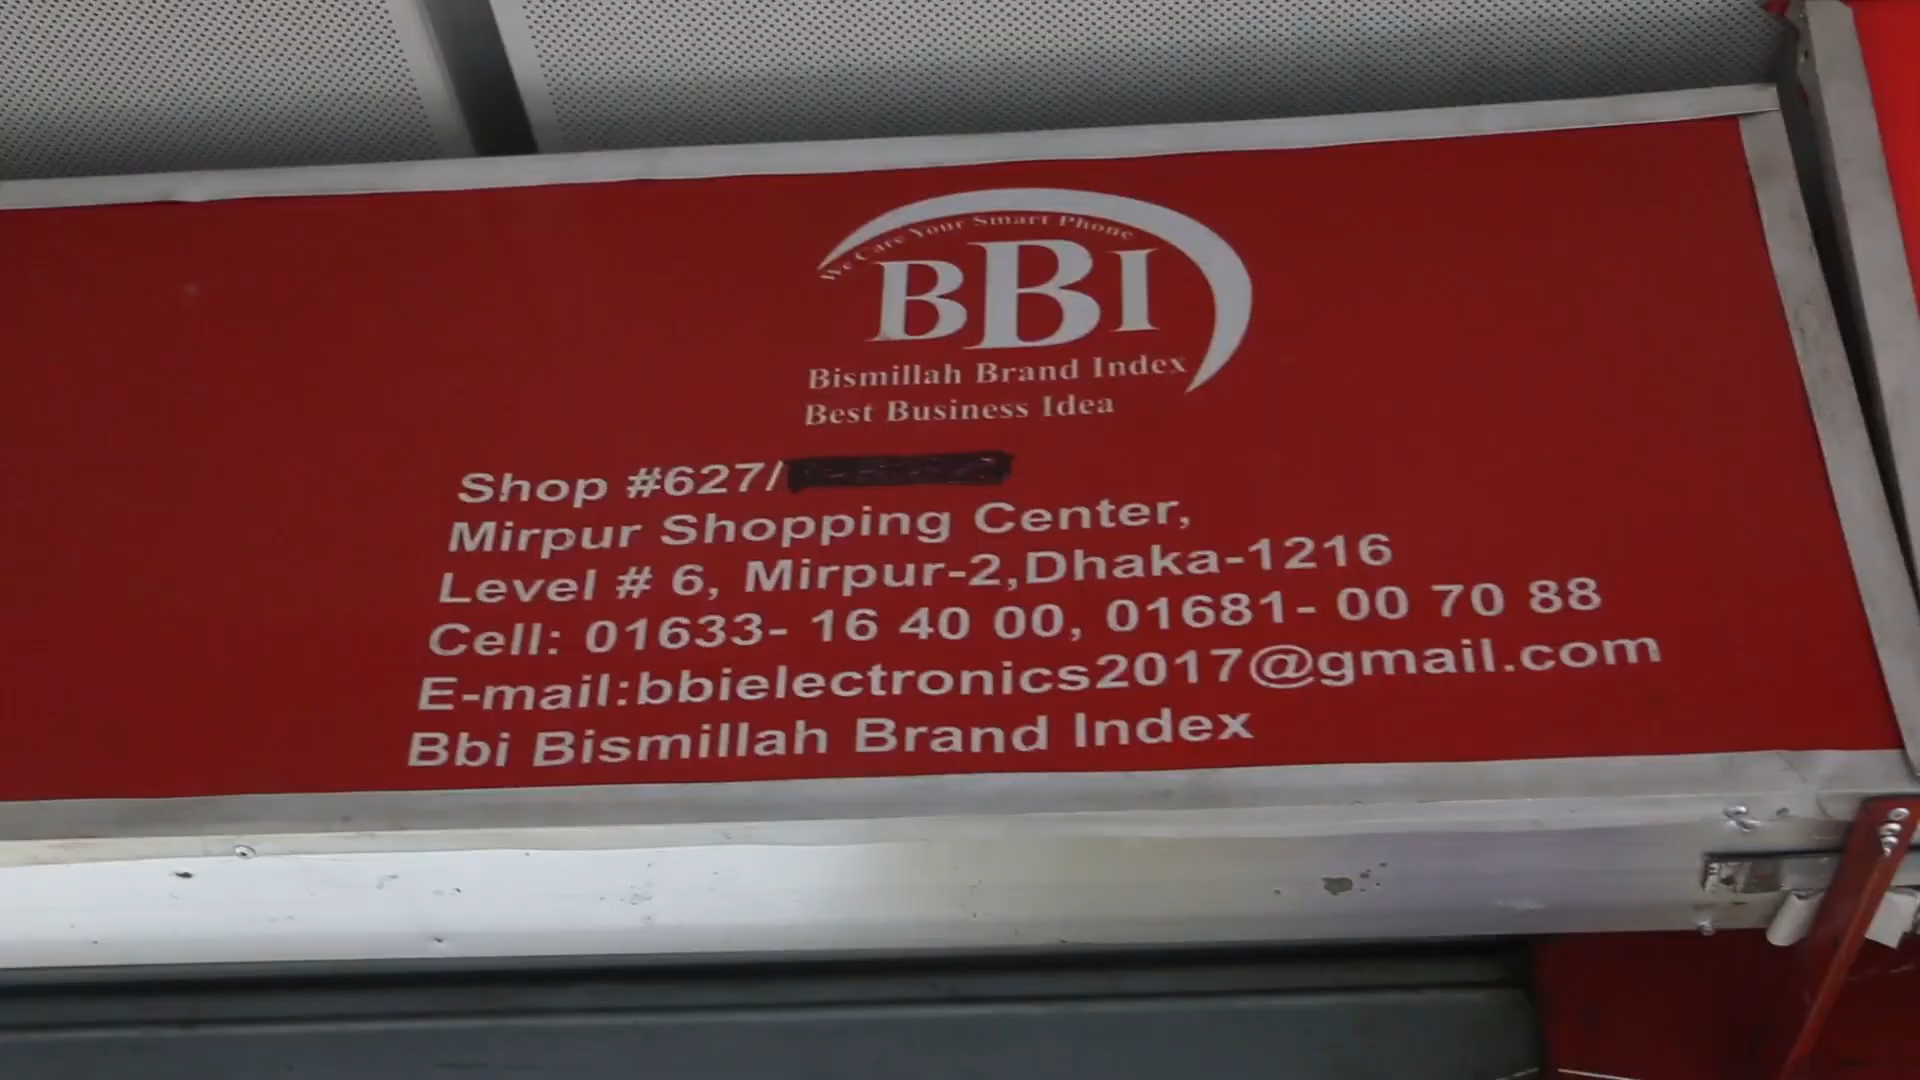 We Care Your Smart Phone
BBI
Bismillah Brand Index
Best Business Idea
Shop #627/
Mirpur Shopping Center,
Level # 6, Mirpur-2,Dhaka-1216
Cell: 01633- 16 40 00, 01681- 00 70 88
E-mail:bbielectronics2017@gmail.com
Bbi Bismillah Brand Index